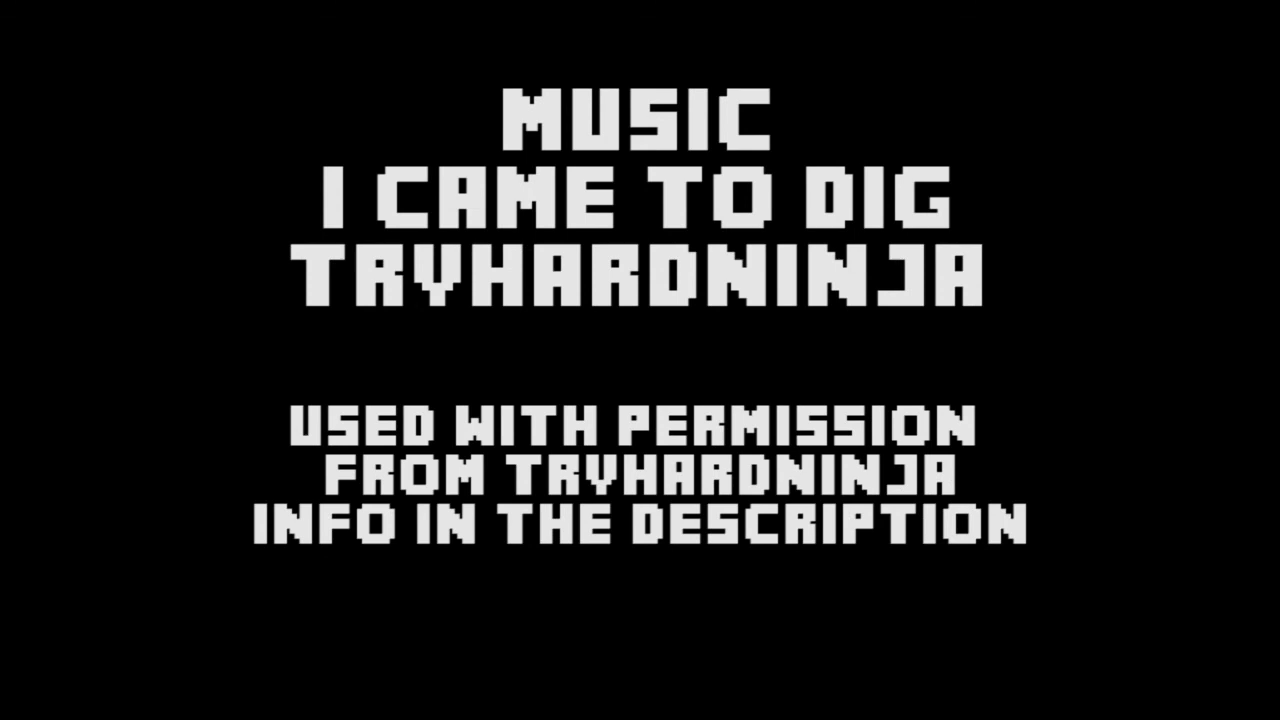 MUSIC
I CAME TO DIG
TRYHARDNINJA
USED WITH PERMISSION
FROM TRYHARDNINJA
INFO IN THE DESCRIPTION